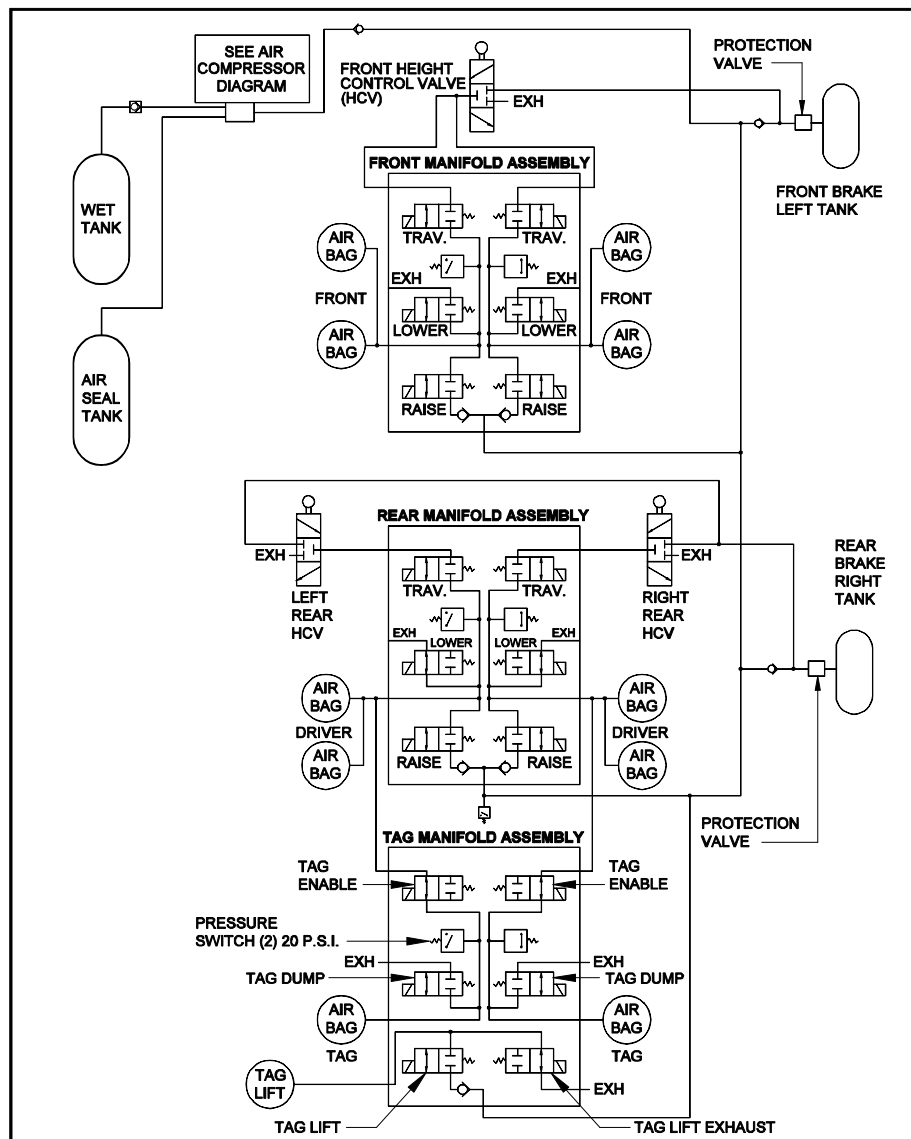 SEE AIR
COMPRESSOR
DIAGRAM
FRONT HEIGHT
CONTROL VALVE
(HCV)
EXH
PROTECTION
VALVE
WET
TANK
FRONT BRAKE
LEFT TANK
FRONT MANIFOLD ASSEMBLY
TRAV.
TRAV.
AIR
BAG
AIR
BAG
EXH
EXH
FRONT
FRONT
LOWER
LOWER
AIR
BAG
AIR
BAG
AIR
SEAL
TANK
RAISE
RAISE
REAR MANIFOLD ASSEMBLY
EXH
EXH
LEFT
REAR
HCV
TRAV.
TRAV.
RIGHT
REAR
HCV
REAR
BRAKE
RIGHT
TANK
EXH
LOWER
LOWER
EXH
AIR
BAG
AIR
BAG
DRIVER
DRIVER
AIR
BAG
AIR
BAG
RAISE
RAISE
PROTECTION
VALVE
TAG MANIFOLD ASSEMBLY
TAG
ENABLE
TAG
ENABLE
PRESSURE
SWITCH (2) 20 P.S.I.
EXH
EXH
TAG DUMP
TAG DUMP
AIR
BAG
AIR
BAG
TAG
TAG
TAG
LIFT
EXH
TAG LIFT
TAG LIFT EXHAUST